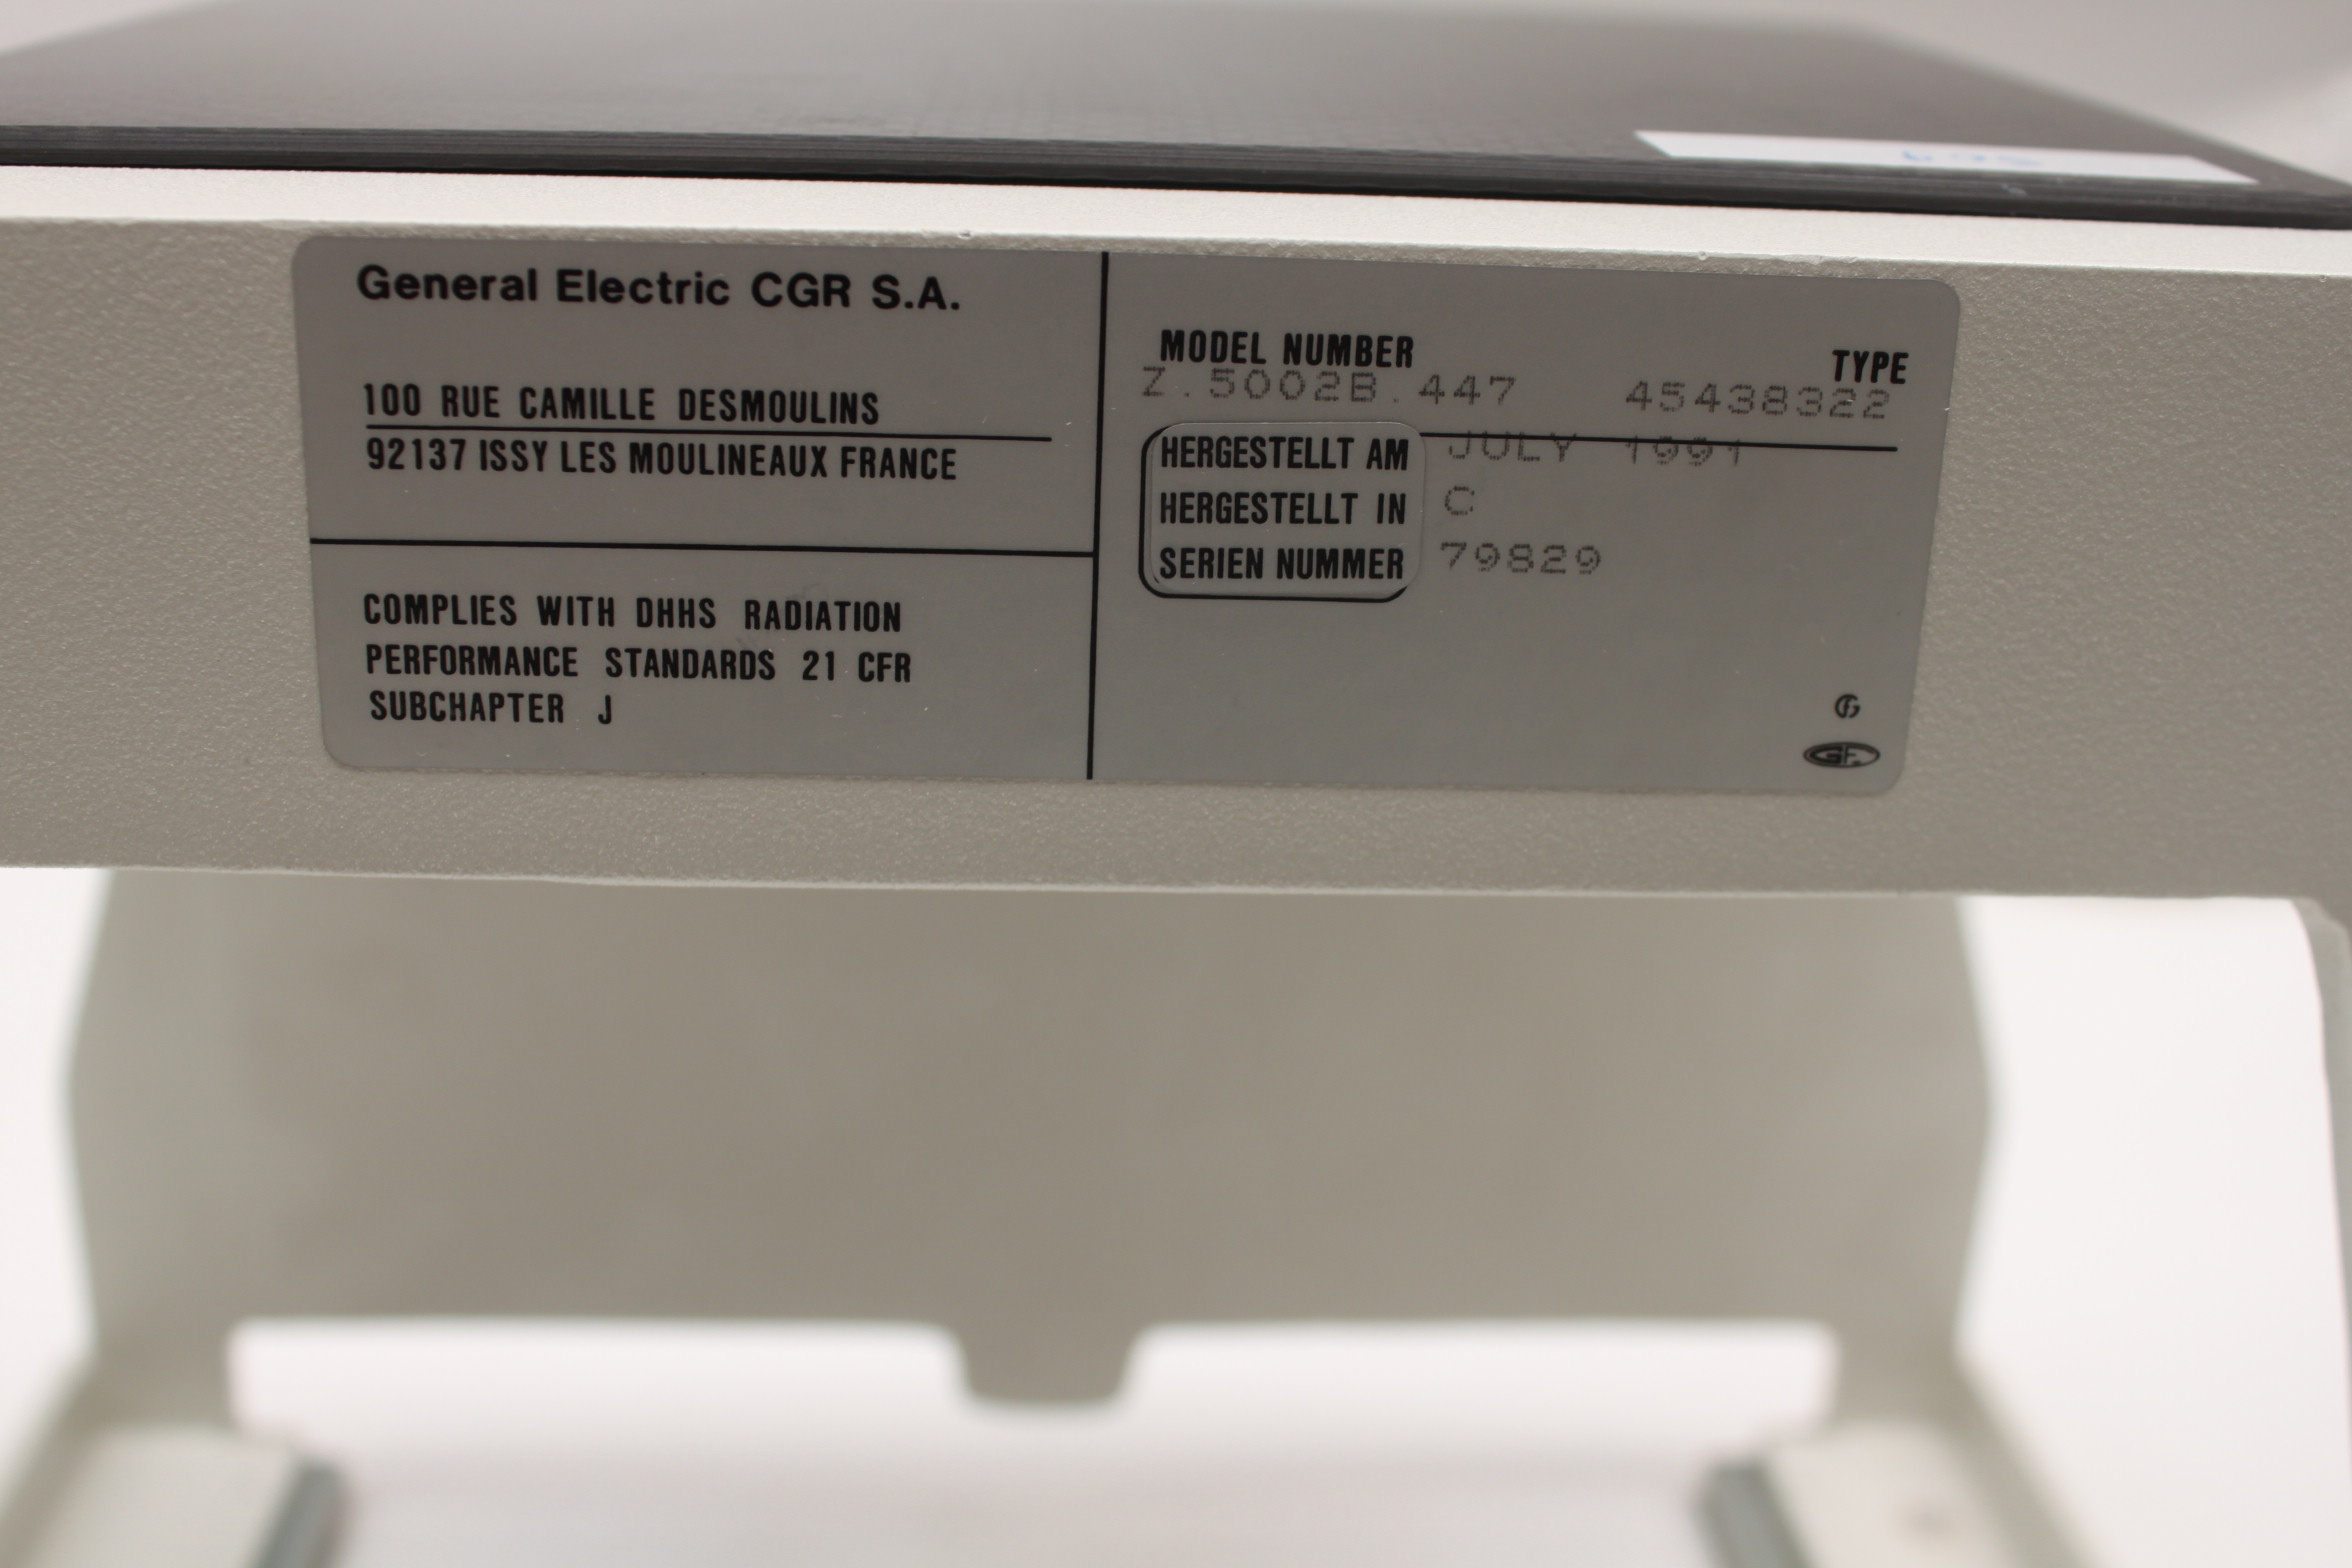 General Electric CGR S.A.
100 RUE CAMILLE DESMOULINS
92137 ISSY LES MOULINEAUX FRANCE
COMPLIES WITH DHHS RADIATION
PERFORMANCE STANDARDS 21 CFR
SUBCHAPTER J
MODEL NUMBER TYPE
Z.5002B.447 45438322
HERGESTELLT AM JULY 1991
HERGESTELLT IN C
SERIEN NUMMER 79829